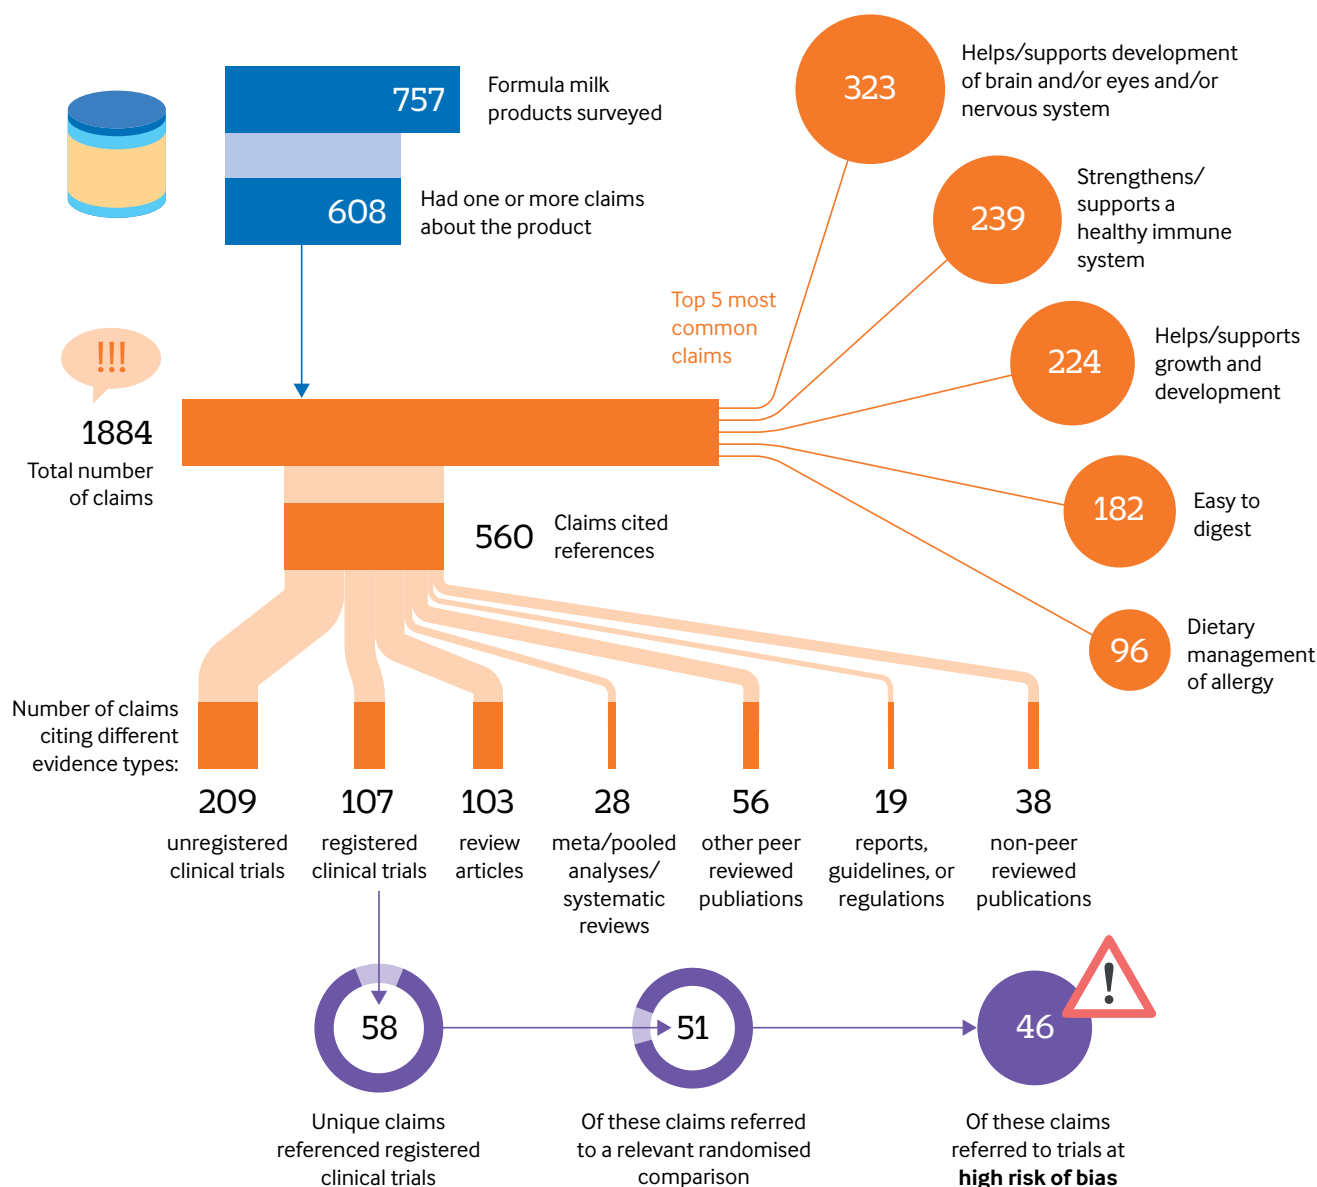 757
Formula milk
products surveyed
608
Had one or more claims
about the product
323
Helps/supports development
of brain and/or eyes and/or
nervous system
239
Strengthens/
supports a
healthy immune
system
Top 5 most
common
claims
224
Helps/supports
growth and
development
182
Easy to
digest
96
Dietary
management
of allergy
!!!
1884
Total number
of claims
560
Claims cited
references
Number of claims
citing different
evidence types:
209
unregistered
clinical trials
107
registered
clinical trials
103
review
articles
28
meta/pooled
analyses/
systematic
reviews
56
other peer
reviewed
publiations
19
reports,
guidelines, or
regulations
38
non-peer
reviewed
publications
58
Unique claims
referenced registered
clinical trials
51
Of these claims referred
to a relevant randomised
comparison
46
!
Of these claims
referred to trials at
high risk of bias